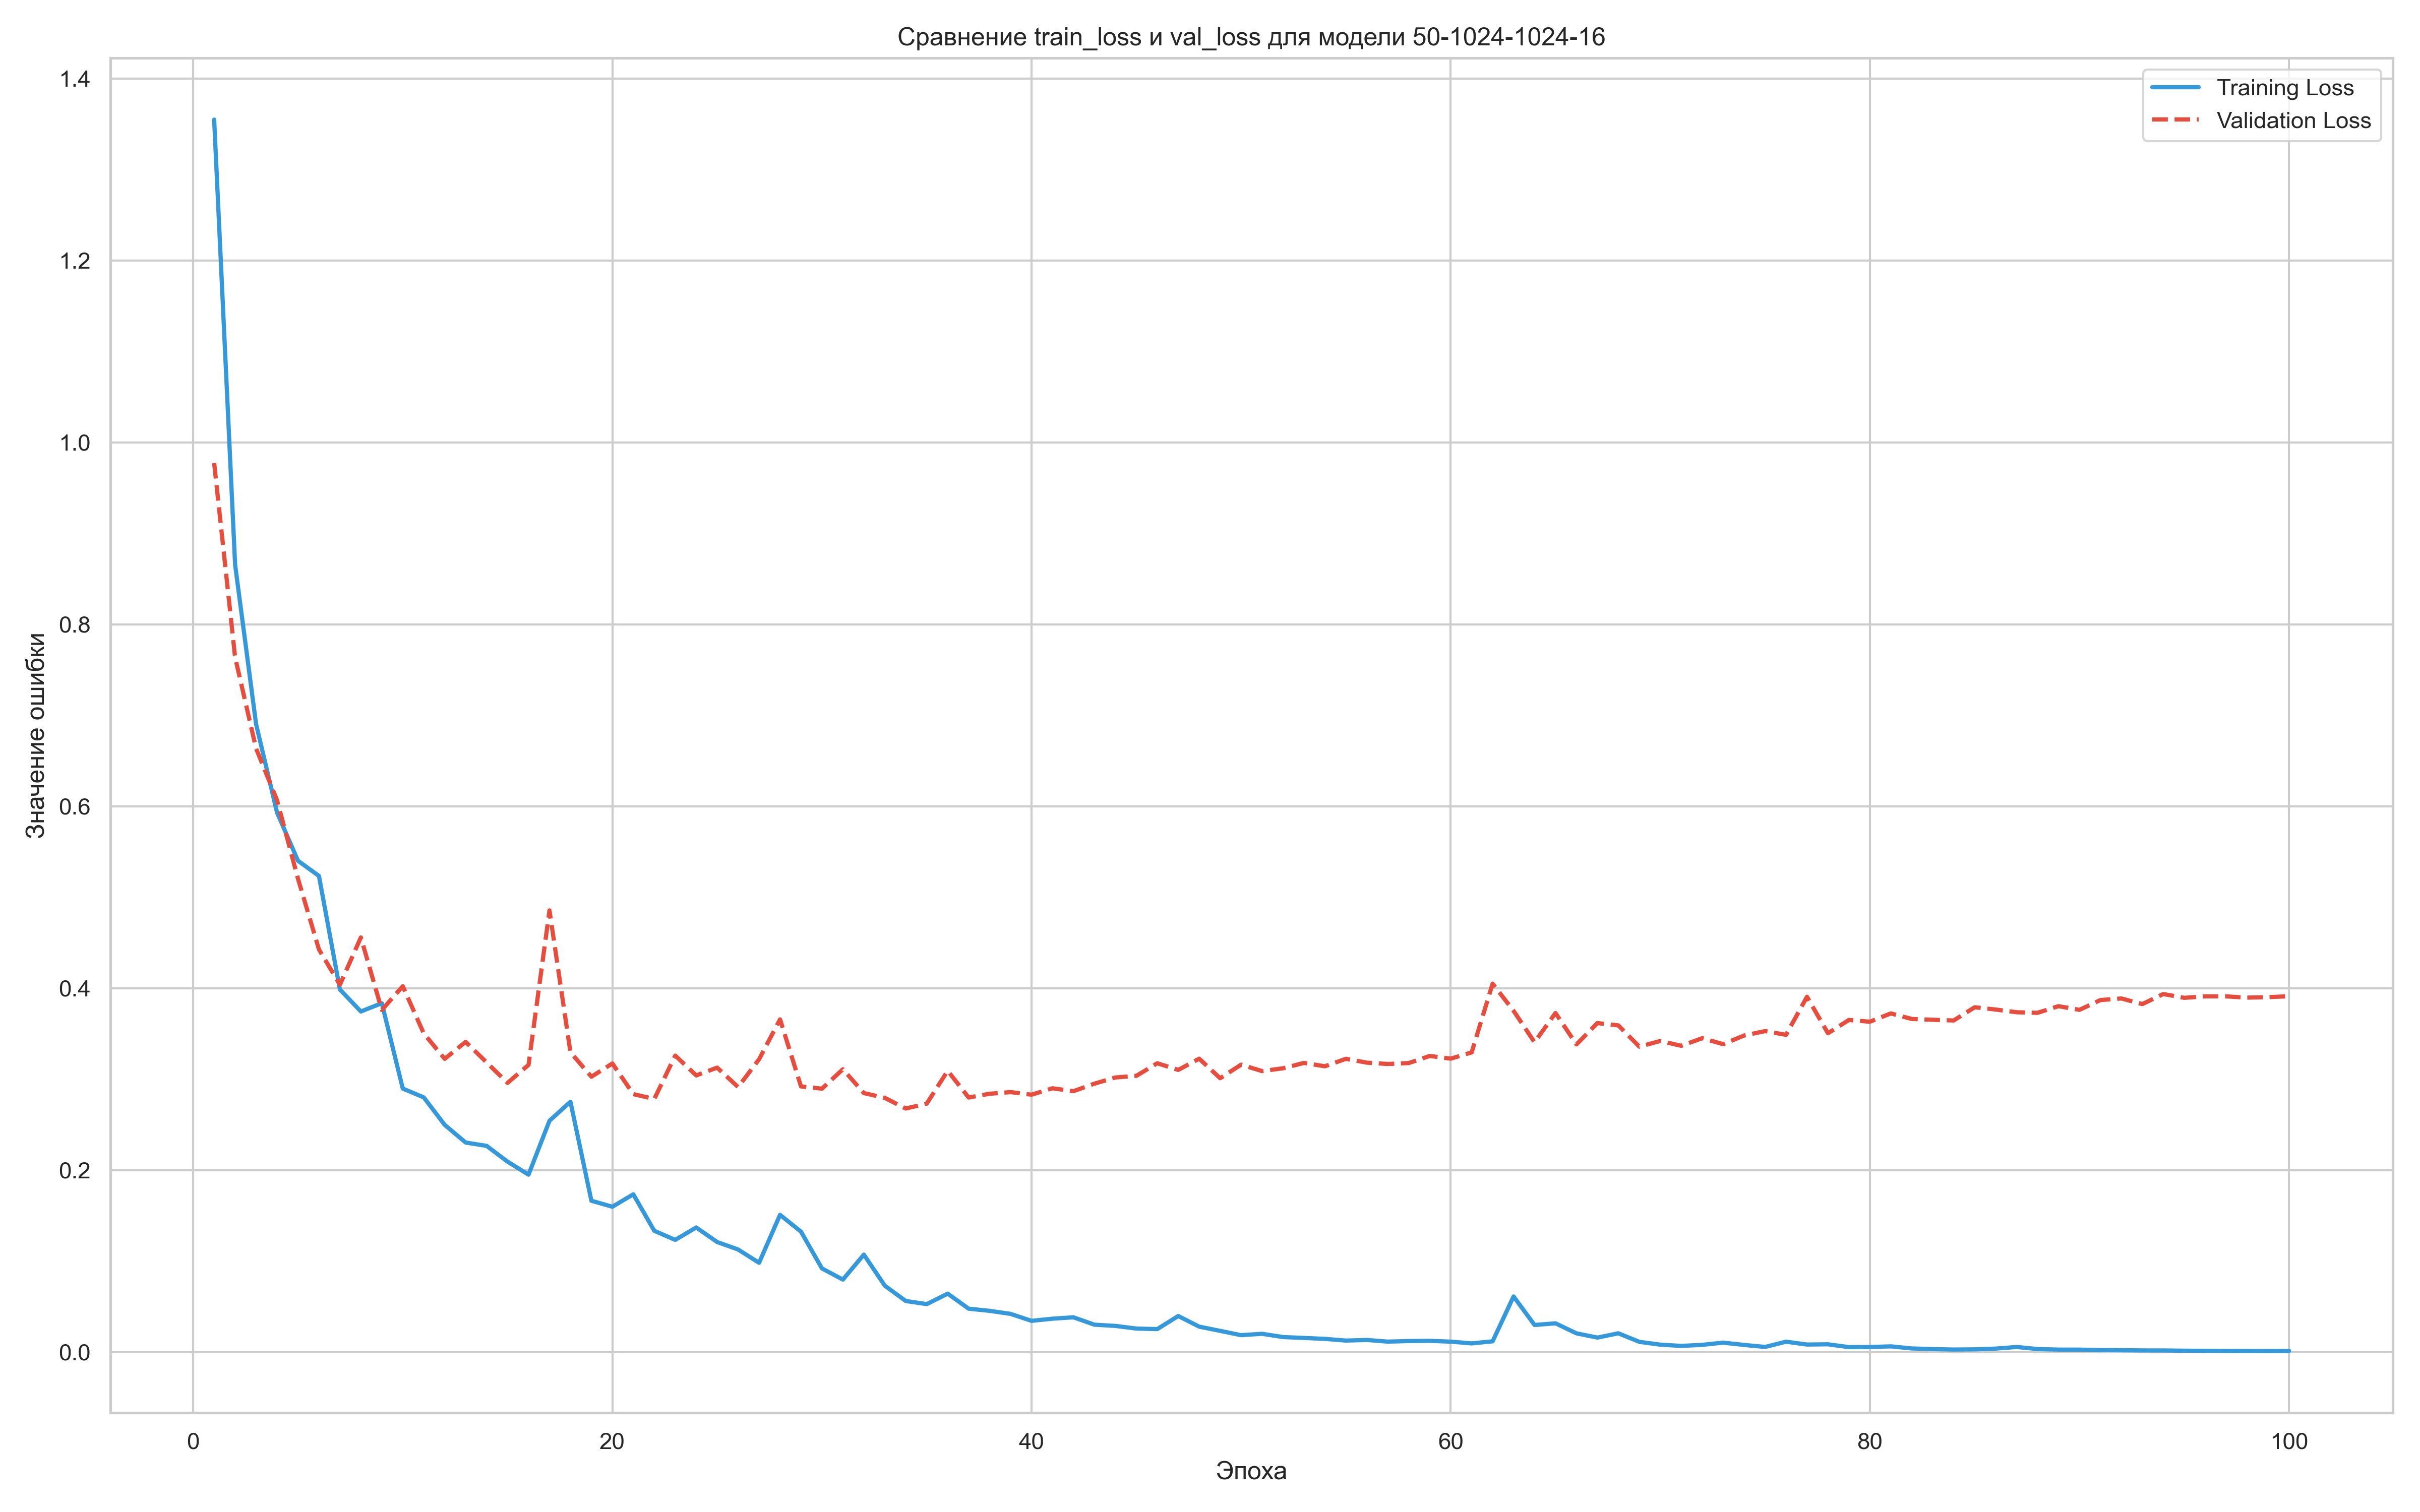 Сравнение train_loss и val_loss для модели 50-1024-1024-16
Training Loss
Validation Loss
1.4
1.2
1.0
0.8
0.6
0.4
0.2
0.0
Значение ошибки
0 20 40 60 80 100
Эпоха